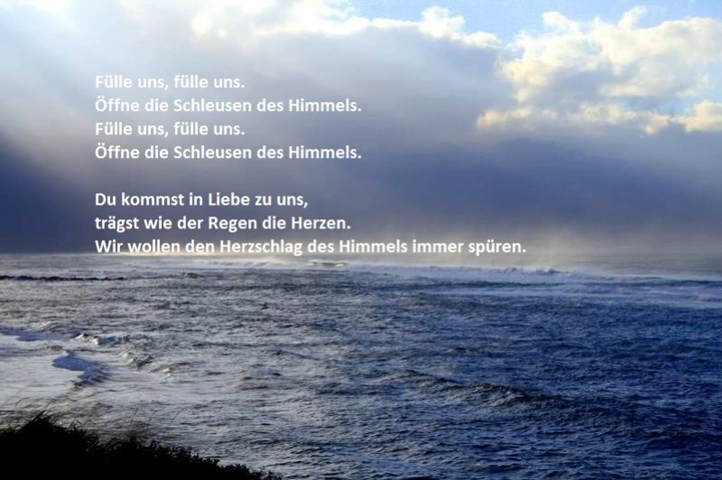 Fülle uns, fülle uns.
Öffne die Schleusen des Himmels.
Fülle uns, fülle uns.
Öffne die Schleusen des Himmels.
Du kommst in Liebe zu uns,
trägst wie der Regen die Herzen.
Wir wollen den Herzschlag des Himmels immer spüren.